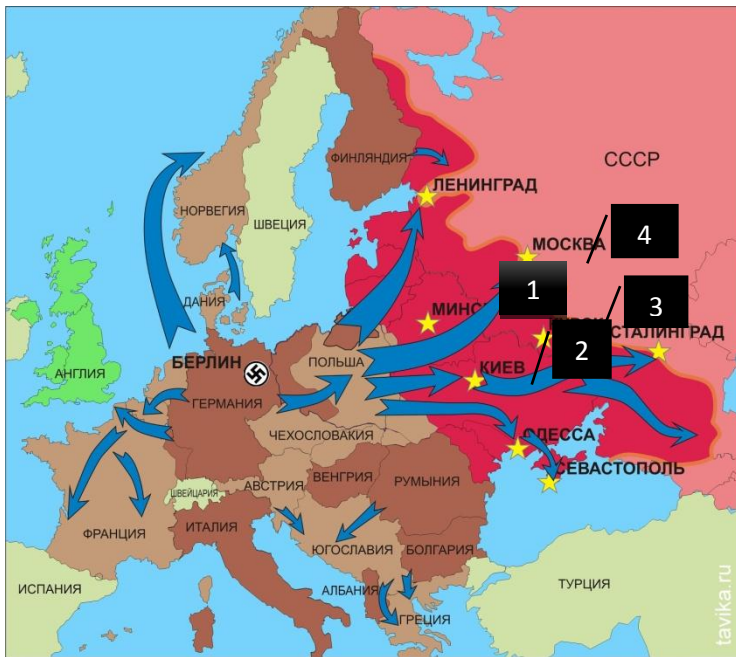 СССР
ФИНЛЯНДИЯ
ЛЕНИНГРАД
НОРВЕГИЯ
ШВЕЦИЯ
МОСКВА
4
1
3
ДАНИЯ
МИНС
СТАЛИНГРАД
2
БЕРЛИН
ПОЛЬША
КИЕВ
АНГЛИЯ
ГЕРМАНИЯ
ЧЕХОСЛОВАКИЯ
ОДЕССА
СЕВАСТОПОЛЬ
ШВЕЙЦАРИЯ
АВСТРИЯ
ВЕНГРИЯ
РУМЫНИЯ
ФРАНЦИЯ
ИТАЛИЯ
ЮГОСЛАВИЯ
БОЛГАРИЯ
ИСПАНИЯ
АЛБАНИЯ
ТУРЦИЯ
ГРЕЦИЯ
tavika.ru